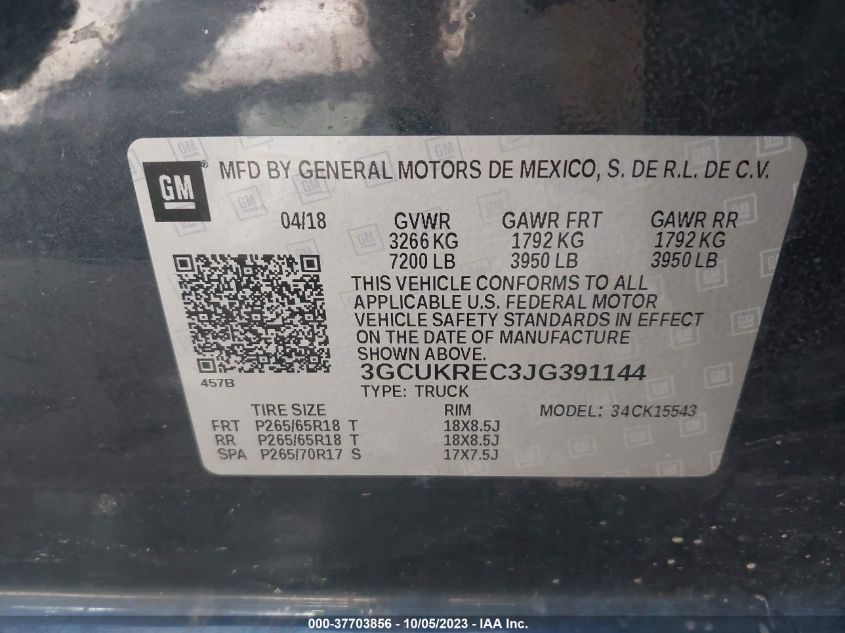 GM ® MFD BY GENERAL MOTORS DE MEXICO, S. DE R.L. DE C.V.
04/18 GVWR GAWR FRT GAWR RR
3266 KG 1792 KG 1792 KG
7200 LB 3950 LB 3950 LB
THIS VEHICLE CONFORMS TO ALL
APPLICABLE U.S. FEDERAL MOTOR
VEHICLE SAFETY STANDARDS IN EFFECT
ON THE DATE OF MANUFACTURE
SHOWN ABOVE.
3GCUKREC3JG391144
457B TYPE: TRUCK
TIRE SIZE RIM MODEL: 34CK15543
FRT P265/65R18 T 18X8.5J
RR P265/65R18 T 18X8.5J
SPA P265/70R17 S 17X7.5J
000-37703856 - 10/05/2023 - IAA Inc.